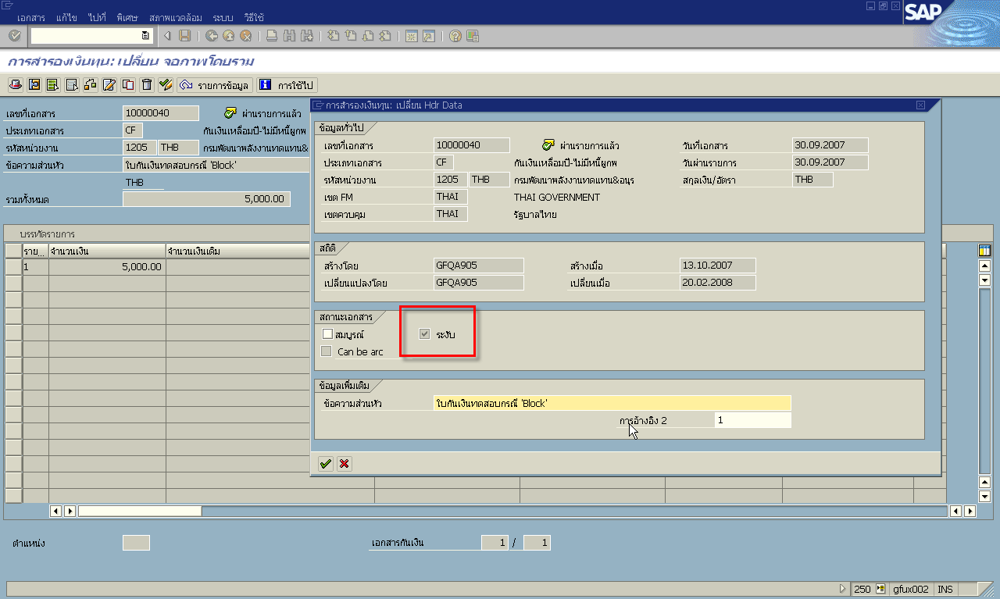 เอกสาร แก้ไข ไปที่ พิเศษ สภาพแวดล้อม ระบบ วิธีใช้
SAP
การสำรองเงินทุน: เปลี่ยน จอภาพโดยรวม
รายการข้อมูล การใช้ไป
เลขที่เอกสาร 10000040 ผ่านรายการแล้ว
ประเภทเอกสาร CF กันเงินเหลื่อมปี-ไม่มีหนี้ผูกพ
รหัสหน่วยงาน 1205 THB กรมพัฒนาพลังงานทดแทน&
ข้อความส่วนหัว ใบกันเงินทดสอบกรณี 'Block'
THB
รวมทั้งหมด 5,000.00
บรรทัดรายการ
ราย... จำนวนเงิน จำนวนเงินเดิม
1 5,000.00
การสำรองเงินทุน: เปลี่ยน Hdr Data
ข้อมูลทั่วไป
เลขที่เอกสาร 10000040 ผ่านรายการแล้ว วันที่เอกสาร 30.09.2007
ประเภทเอกสาร CF กันเงินเหลื่อมปี-ไม่มีหนี้ผูกพ วันผ่านรายการ 30.09.2007
รหัสหน่วยงาน 1205 THB กรมพัฒนาพลังงานทดแทน&อนุร สกุลเงิน/อัตรา THB
เขต FM THAI THAI GOVERNMENT
เขตควบคุม THAI รัฐบาลไทย
สถิติ
สร้างโดย GFQA905 สร้างเมื่อ 13.10.2007
เปลี่ยนแปลงโดย GFQA905 เปลี่ยนเมื่อ 20.02.2008
สถานะเอกสาร
สมบูรณ์ ระงับ
Can be arc
ข้อมูลเพิ่มเติม
ข้อความส่วนหัว ใบกันเงินทดสอบกรณี 'Block'
การอ้างอิง 2 1
ตำแหน่ง เอกสารกันเงิน 1 / 1
250 gfux002 INS